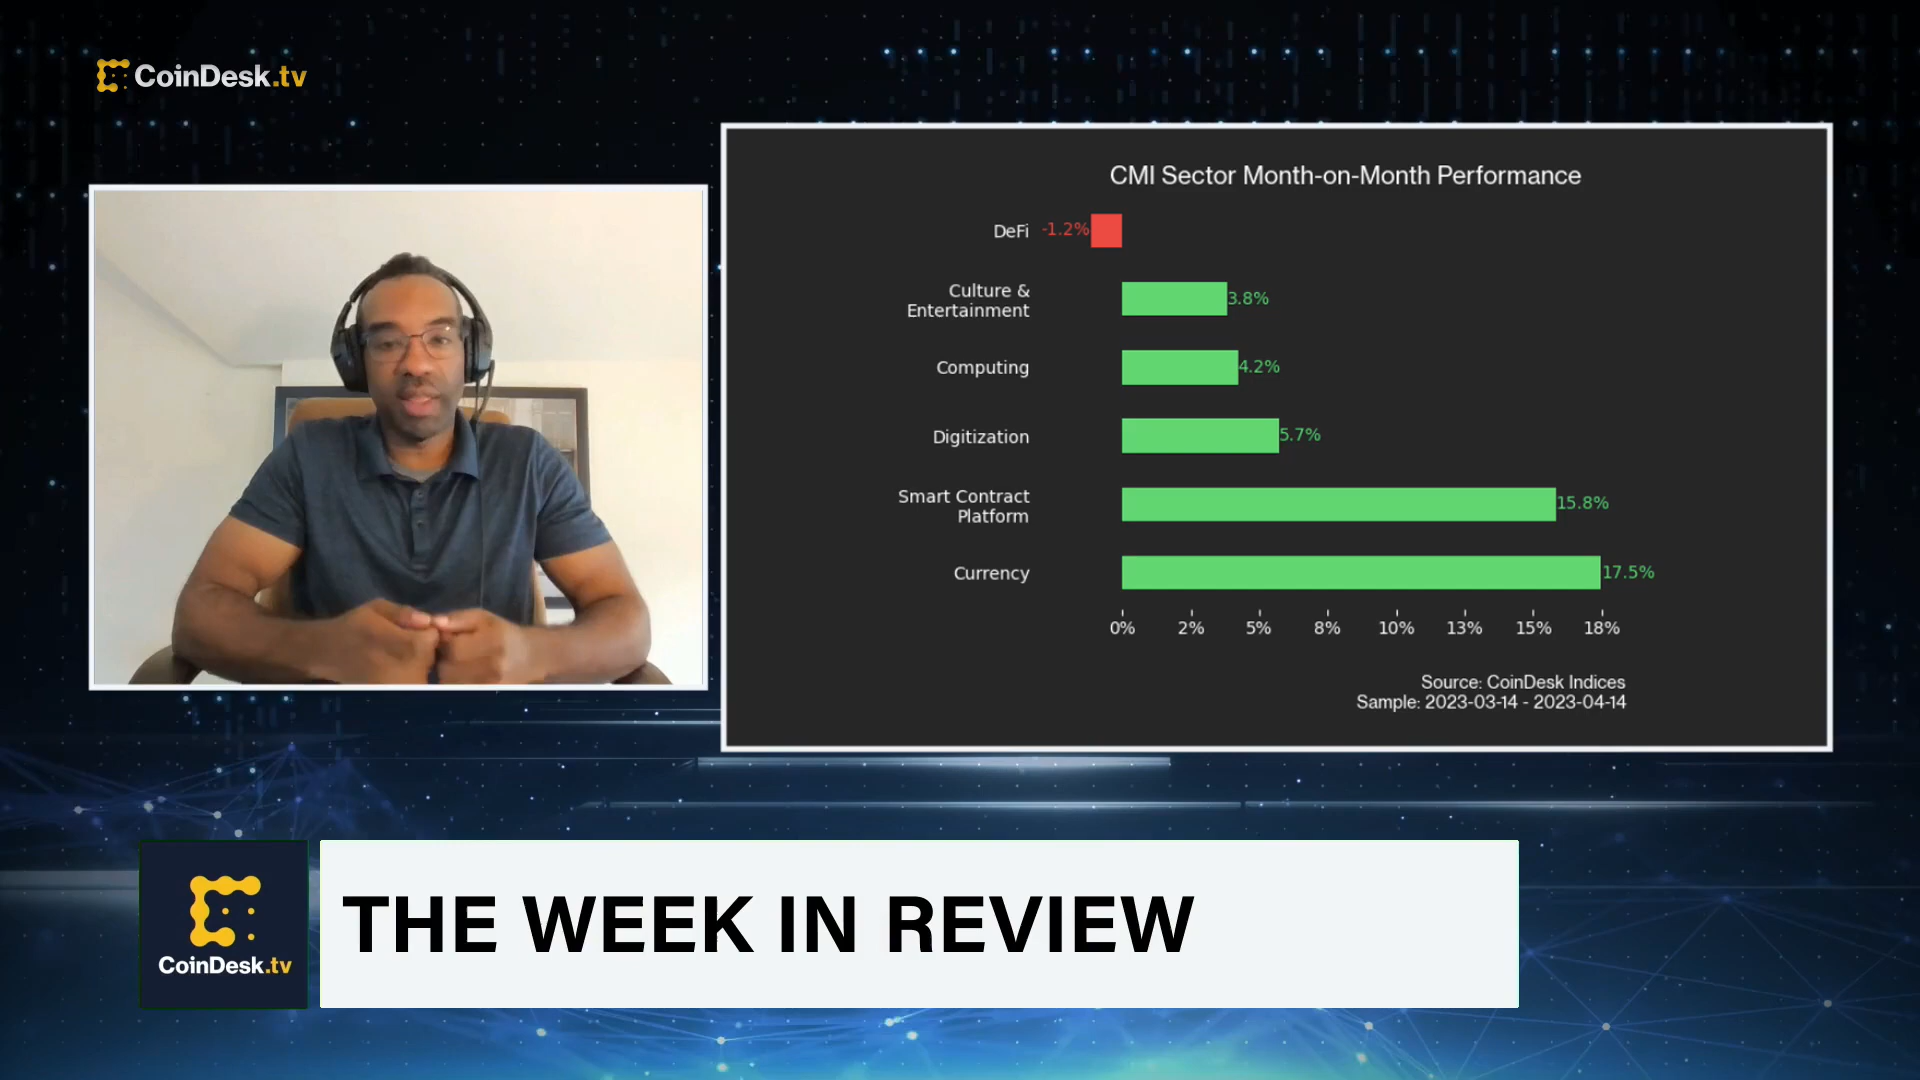 CoinDesk.tv
CMI Sector Month-on-Month Performance
DeFi -1.2%
Culture &
Entertainment
3.8%
Computing 4.2%
Digitization 5.7%
Smart Contract
Platform
15.8%
Currency 17.5%
0% 2% 5% 8% 10% 13% 15% 18%
Source: CoinDesk Indices
Sample: 2023-03-14 - 2023-04-14
THE WEEK IN REVIEW
CoinDesk.tv